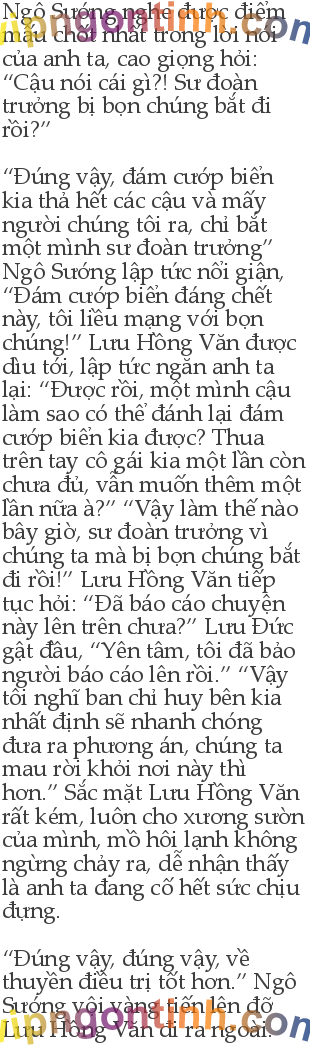 Ngô Sướng nghe được điểm
mấu chốt nhất trong lời nói
của anh ta, cao giọng hỏi:
“Cậu nói cái gì?! Sư đoàn
trưởng bị bọn chúng bắt đi
rồi?”
“Đúng vậy, đám cướp biển
kia thả hết các cậu và mấy
người chúng tôi ra, chỉ bắt
một mình sư đoàn trưởng”
Ngô Sướng lập tức nổi giận,
“Đám cướp biển đáng chết
này, tôi liều mạng với bọn
chúng!” Lưu Hồng Văn được
dìu tới, lập tức ngăn anh ta
lại: “Được rồi, một mình cậu
làm sao có thể đánh lại đám
cướp biển kia được? Thua
trên tay cô gái kia một lần còn
chưa đủ, vẫn muốn thêm một
lần nữa à?” “Vậy làm thế nào
bây giờ, sư đoàn trưởng vì
chúng ta mà bị bọn chúng bắt
đi rồi!” Lưu Hồng Văn tiếp
tục hỏi: “Đã báo cáo chuyện
này lên trên chưa?” Lưu Đức
gật đầu, “Yên tâm, tôi đã bảo
người báo cáo lên rồi.” “Vậy
tôi nghĩ ban chỉ huy bên kia
nhất định sẽ nhanh chóng
đưa ra phương án, chúng ta
mau rời khỏi nơi này thì
hơn.” Sắc mặt Lưu Hồng Văn
rất kém, luôn cho xương sườn
của mình, mồ hôi lạnh không
ngừng chảy ra, dễ nhận thấy
là anh ta đang cố hết sức chịu
đựng.
“Đúng vậy, đúng vậy, về
thuyền điều trị tốt hơn.” Ngô
Sướng vội vàng tiến lên đỡ
Lưu Hồng Văn đi ra ngoài.
vipngontinh.com
vipngontinh.com